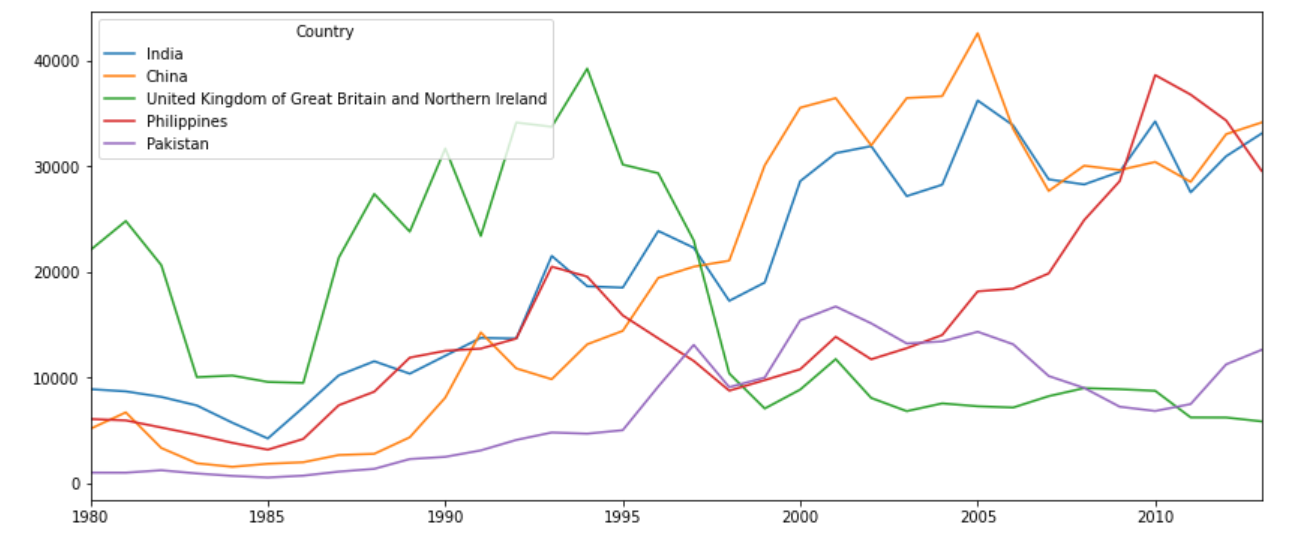 Country
India
China
United Kingdom of Great Britain and Northern Ireland
Philippines
Pakistan
40000
30000
20000
10000
0
1980 1985 1990 1995 2000 2005 2010